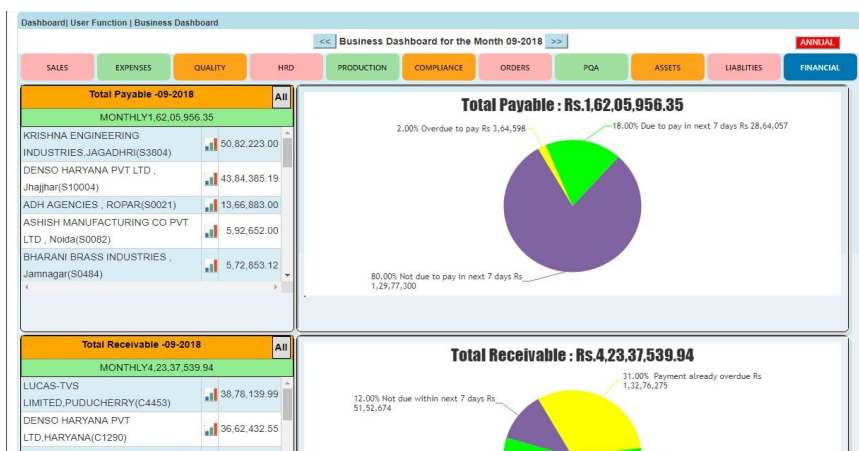 Dashboard| User Function | Business Dashboard
<< Business Dashboard for the Month 09-2018 >>
ANNUAL
SALES EXPENSES QUALITY HRD PRODUCTION COMPLIANCE ORDERS PQA ASSETS LIABLITIES FINANCIAL
Total Payable -09-2018 All
MONTHLY1,62,05,956.35
KRISHNA ENGINEERING
INDUSTRIES,JAGADHRI(S3804) 50,82,223.00
DENSO HARYANA PVT LTD ,
Jhajjhar(S10004) 43,84,385.19
ADH AGENCIES , ROPAR(S0021) 13,66,883.00
ASHISH MANUFACTURING CO PVT
LTD , Noida(S0082) 5,92,652.00
BHARANI BRASS INDUSTRIES ,
Jamnagar(S0484) 5,72,853.12
Total Payable : Rs.1,62,05,956.35
2.00% Overdue to pay Rs 3,64,598
18.00% Due to pay in next 7 days Rs 28,64,057
80.00% Not due to pay in next 7 days Rs
1,29,77,300
Total Receivable -09-2018 All
MONTHLY4,23,37,539.94
LUCAS-TVS
LIMITED,PUDUCHERRY(C4453) 38,78,139.99
DENSO HARYANA PVT
LTD,HARYANA(C1290) 36,62,432.55
Total Receivable : Rs.4,23,37,539.94
31.00% Payment already overdue Rs
1,32,76,275
12.00% Not due within next 7 days Rs
51,52,674